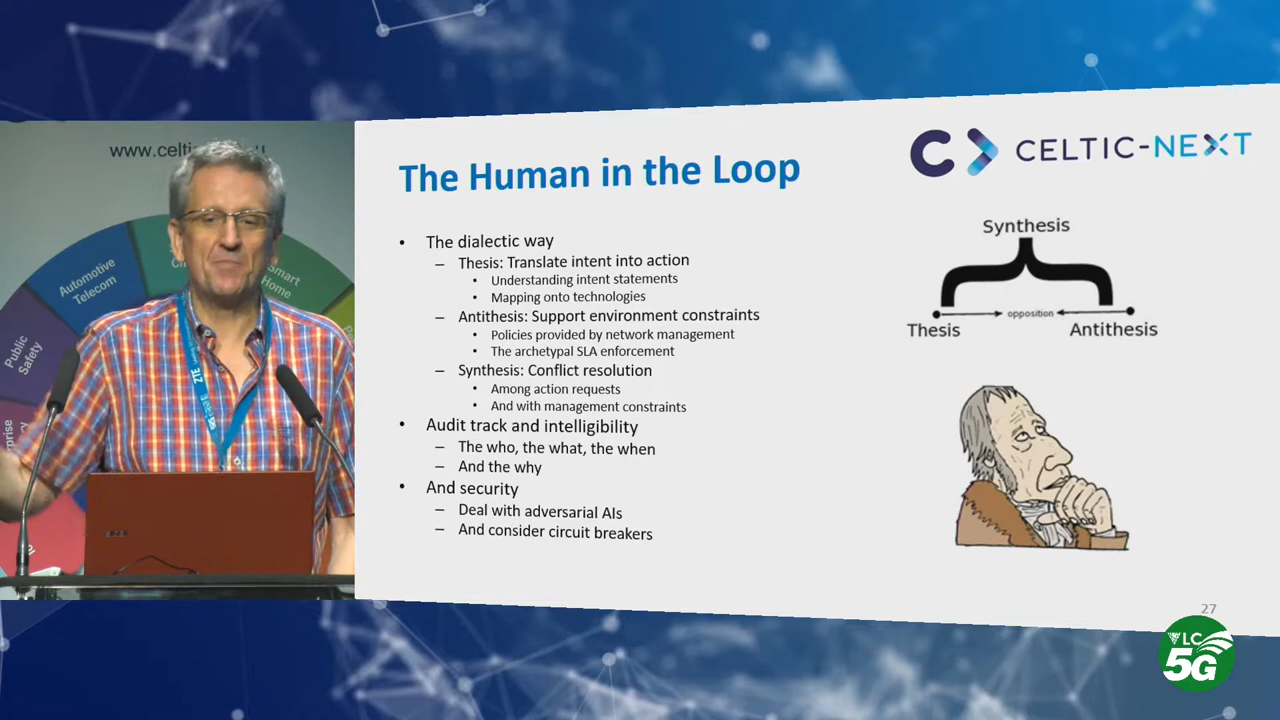 www.celti
Automotive
Telecom
Smart
Home
Public
Safety
ZTE
The Human in the Loop
CELTIC-NEXT
• The dialectic way
– Thesis: Translate intent into action
• Understanding intent statements
• Mapping onto technologies
– Antithesis: Support environment constraints
• Policies provided by network management
• The archetypal SLA enforcement
– Synthesis: Conflict resolution
• Among action requests
• And with management constraints
• Audit track and intelligibility
– The who, the what, the when
– And the why
• And security
– Deal with adversarial AIs
– And consider circuit breakers
Synthesis
opposition
Thesis
Antithesis
27
VLC
5G